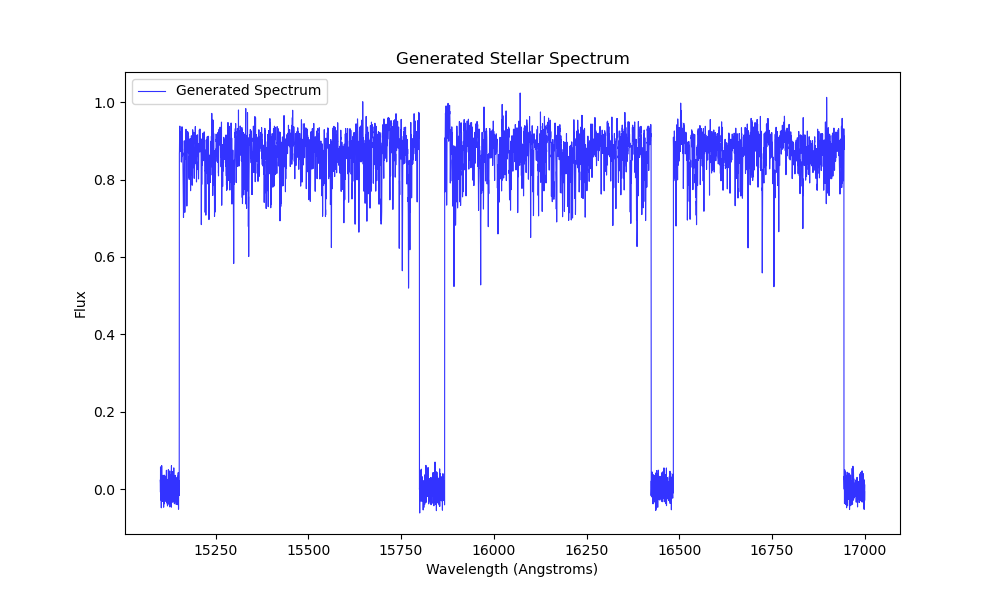 Generated Stellar Spectrum
Generated Spectrum
1.0
0.8
0.6
0.4
0.2
0.0
Flux
15250 15500 15750 16000 16250 16500 16750 17000
Wavelength (Angstroms)